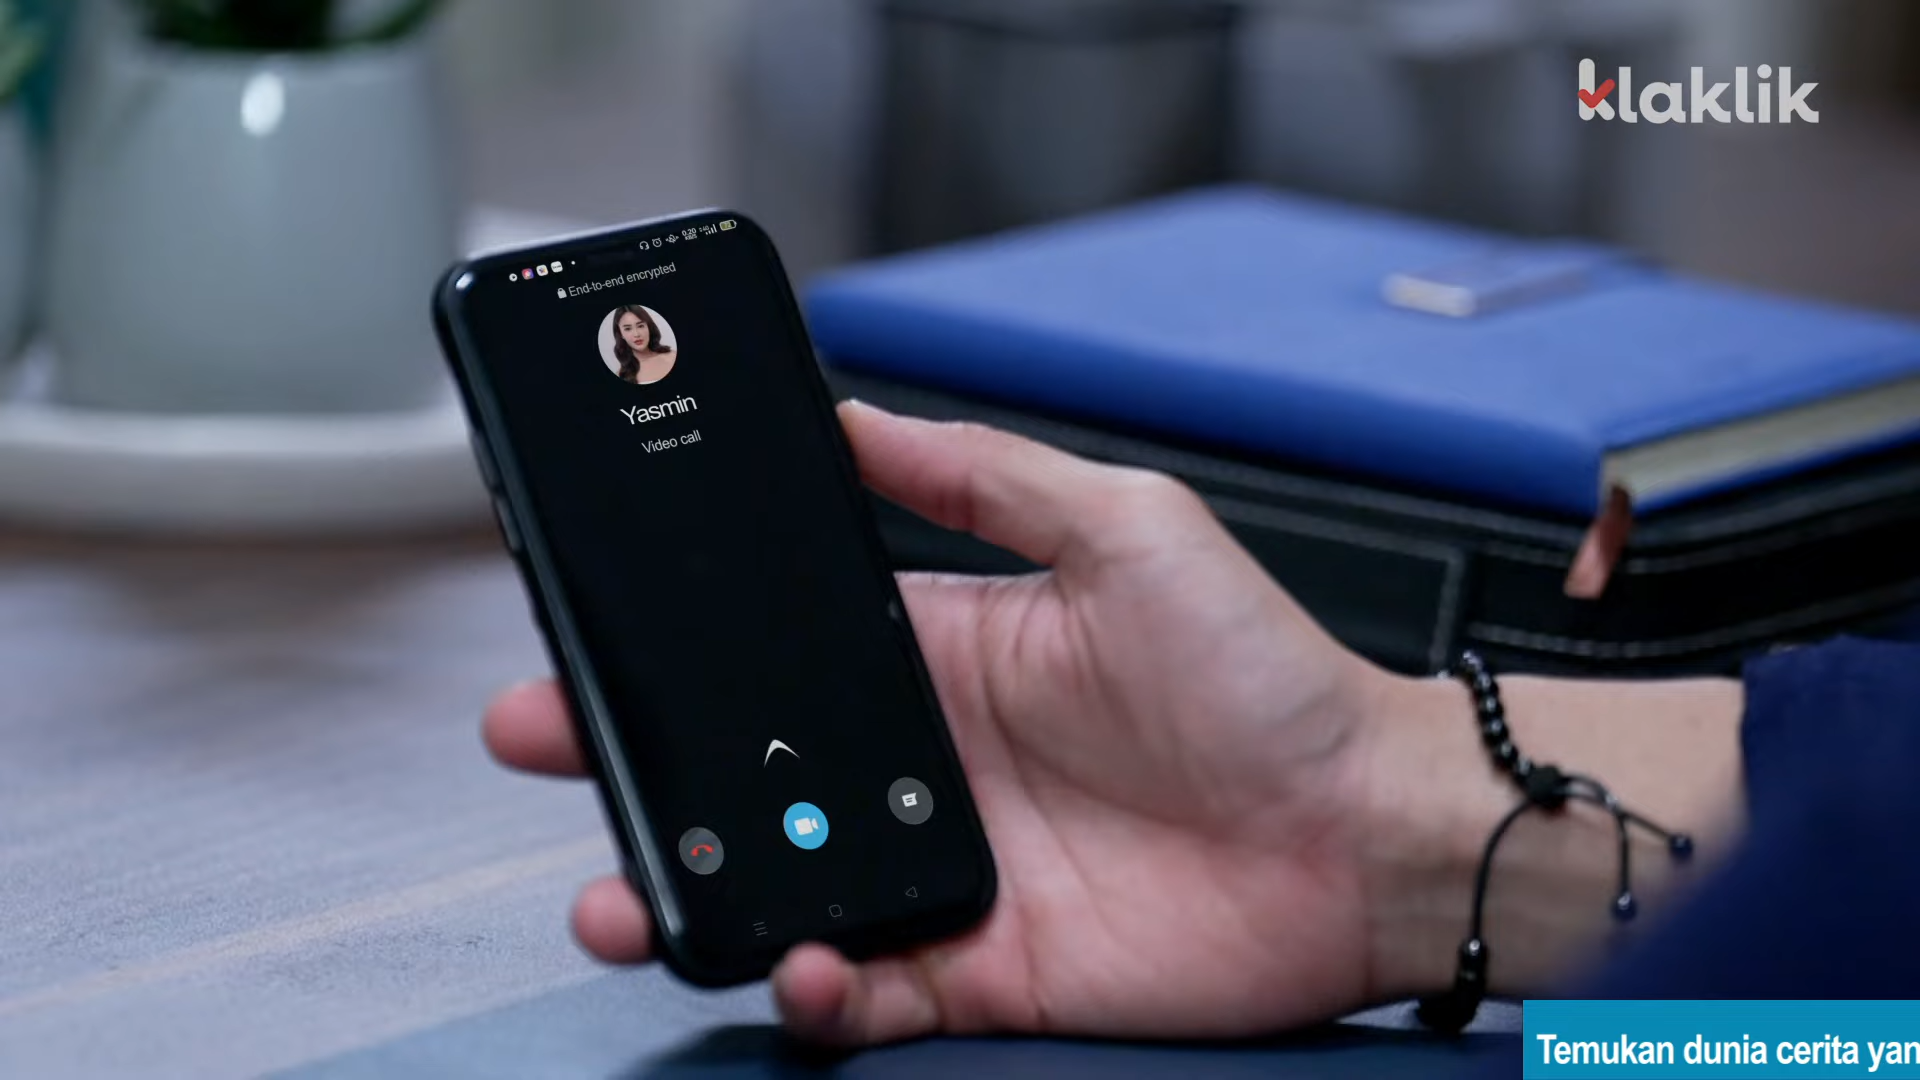 klaklik
End-to-end encrypted
Yasmin
Video call
Temukan dunia cerita yan